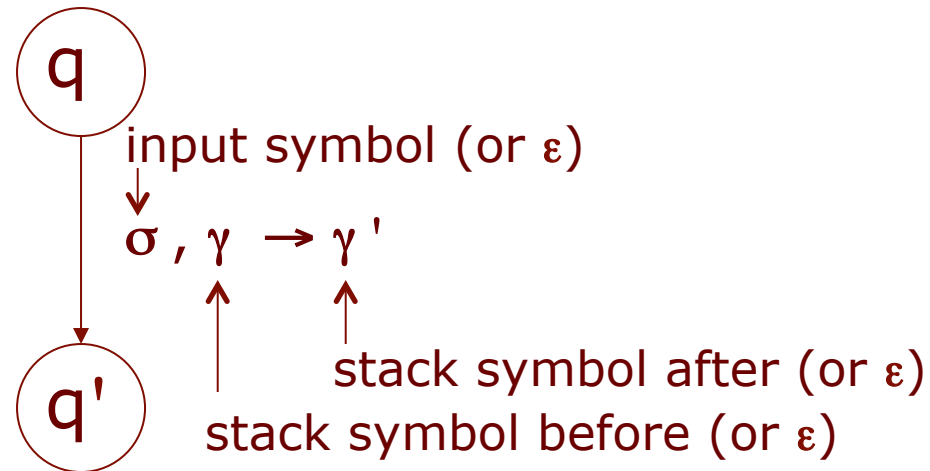 q
input symbol (or ε)
σ, γ → γ'
stack symbol after (or ε)
q'
stack symbol before (or ε)